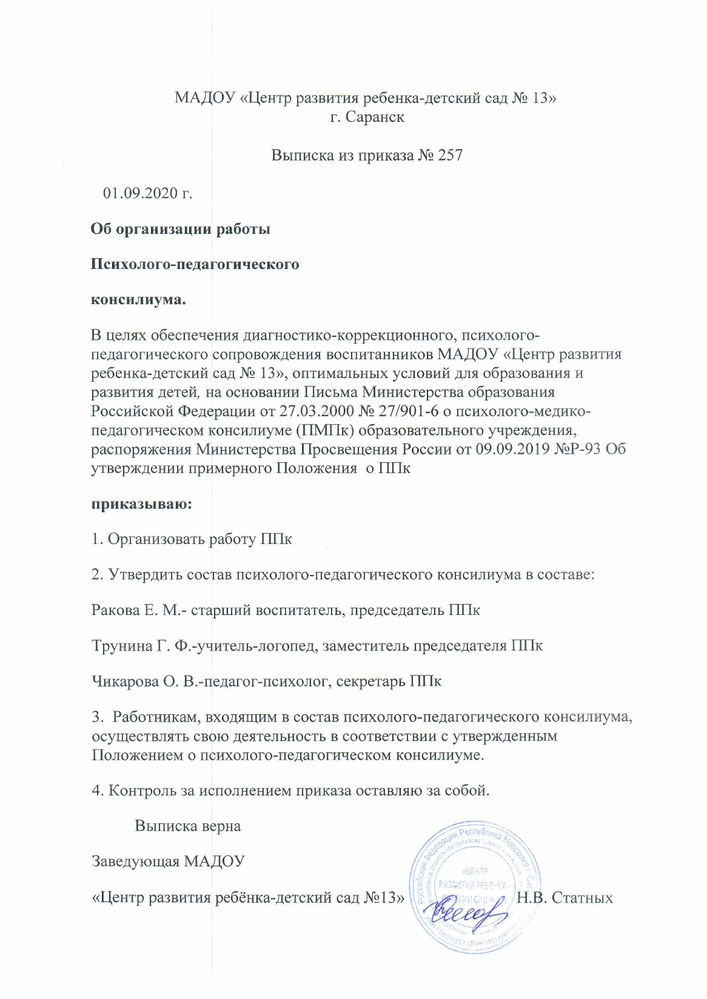 МАДОУ «Центр развития ребенка-детский сад № 13»
г. Саранск
Выписка из приказа № 257
01.09.2020 г.
Об организации работы
Психолого-педагогического
консилиума.
В целях обеспечения диагностико-коррекционного, психолого-
педагогического сопровождения воспитанников МАДОУ «Центр развития
ребенка-детский сад № 13», оптимальных условий для образования и
развития детей, на основании Письма Министерства образования
Российской Федерации от 27.03.2000 № 27/901-6 о психолого-медико-
педагогическом консилиуме (ПМПк) образовательного учреждения,
распоряжения Министерства Просвещения России от 09.09.2019 №Р-93 Об
утверждении примерного Положения  о ППк
приказываю:
1. Организовать работу ППк
2. Утвердить состав психолого-педагогического консилиума в составе:
Ракова Е. М.- старший воспитатель, председатель ППк
Трунина Г. Ф.-учитель-логопед, заместитель председателя ППк
Чикарова О. В.-педагог-психолог, секретарь ППк
3.  Работникам, входящим в состав психолого-педагогического консилиума,
осуществлять свою деятельность в соответствии с утвержденным
Положением о психолого-педагогическом консилиуме.
4. Контроль за исполнением приказа оставляю за собой.
Выписка верна
Заведующая МАДОУ
«Центр развития ребёнка-детский сад №13» Н.В. Статных
Российская Федерация Республика Мордовия
«ЦЕНТР
РАЗВИТИЯ РЕБЕНКА
ДЕТСКИЙ САД